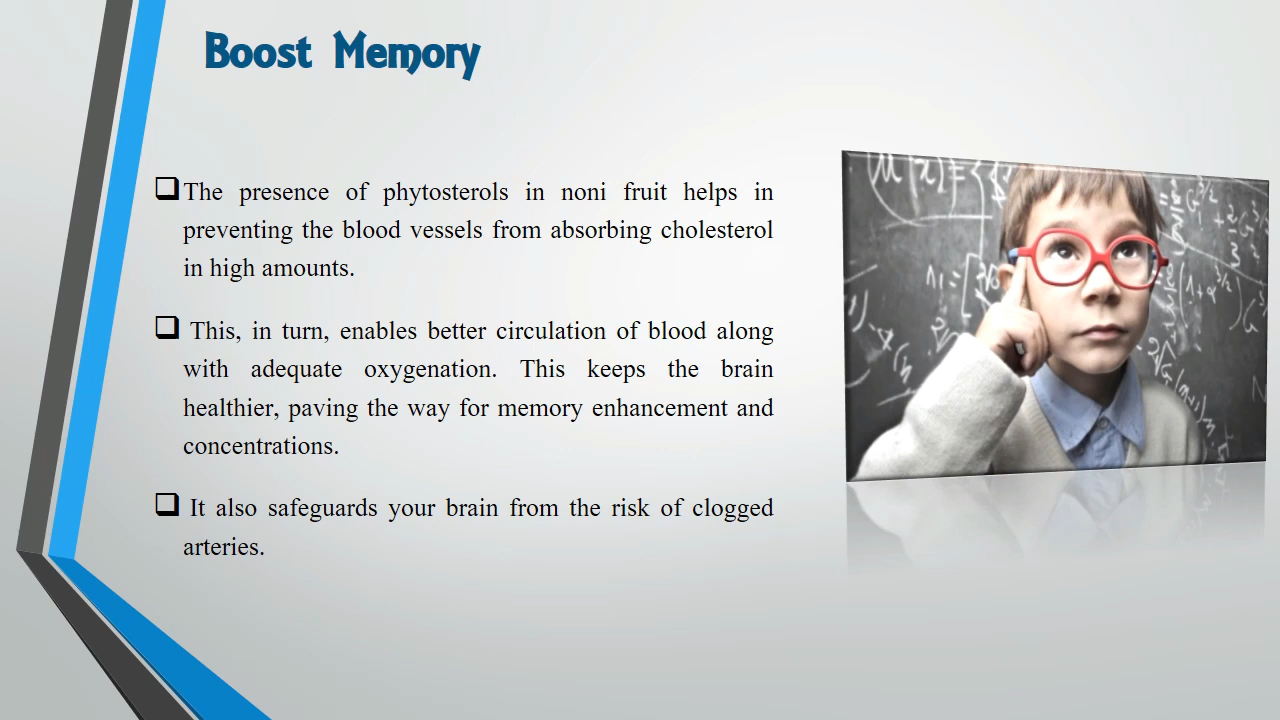 Boost Memory
The presence of phytosterols in noni fruit helps in
preventing the blood vessels from absorbing cholesterol
in high amounts.
This, in turn, enables better circulation of blood along
with adequate oxygenation. This keeps the brain
healthier, paving the way for memory enhancement and
concentrations.
It also safeguards your brain from the risk of clogged
arteries.